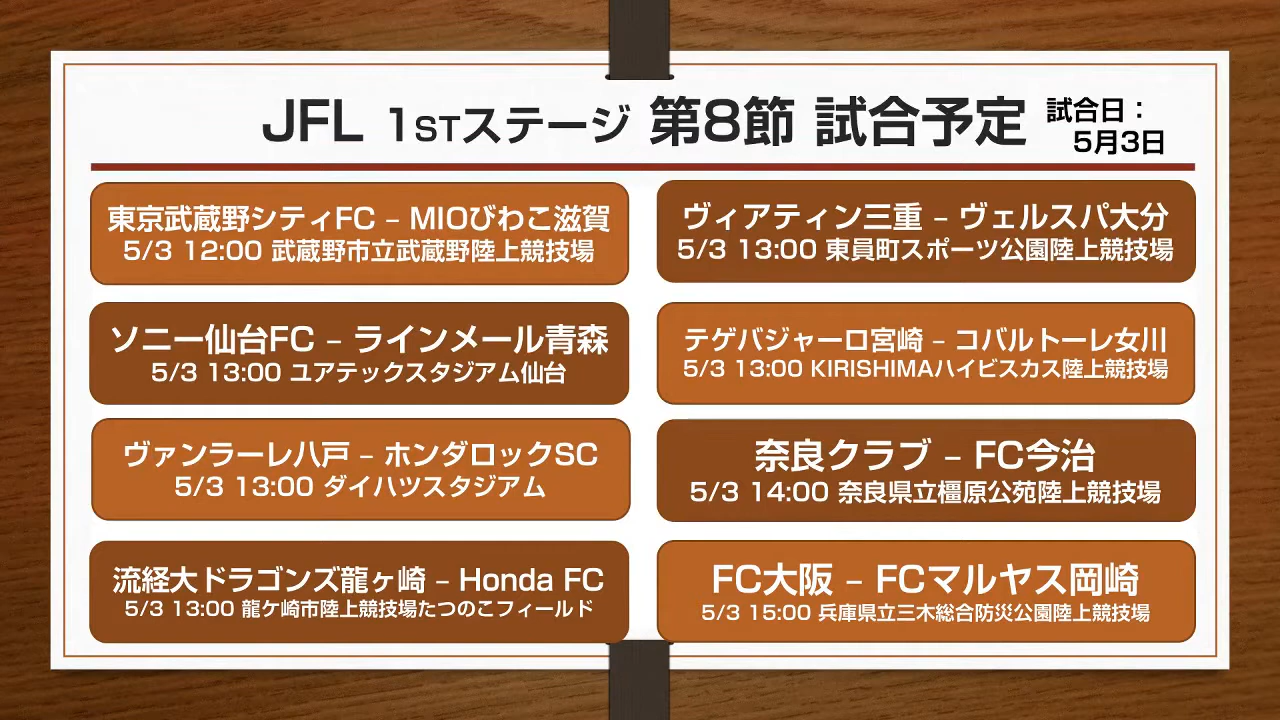 JFL 1STステージ 第8節 試合予定
試合日：
5月3日
東京武蔵野シティFC – MIOびわこ滋賀
5/3 12:00 武蔵野市立武蔵野陸上競技場
ヴィアティン三重 – ヴェルスパ大分
5/3 13:00 東員町スポーツ公園陸上競技場
ソニー仙台FC – ラインメール青森
5/3 13:00 ユアテックスタジアム仙台
テゲバジャーロ宮崎 – コバルトーレ女川
5/3 13:00 KIRISHIMAハイビスカス陸上競技場
ヴァンラーレ八戸 – ホンダロックSC
5/3 13:00 ダイハツスタジアム
奈良クラブ – FC今治
5/3 14:00 奈良県立橿原公苑陸上競技場
流経大ドラゴンズ龍ヶ崎 – Honda FC
5/3 13:00 龍ケ崎市陸上競技場たつのこフィールド
FC大阪 – FCマルヤス岡崎
5/3 15:00 兵庫県立三木総合防災公園陸上競技場